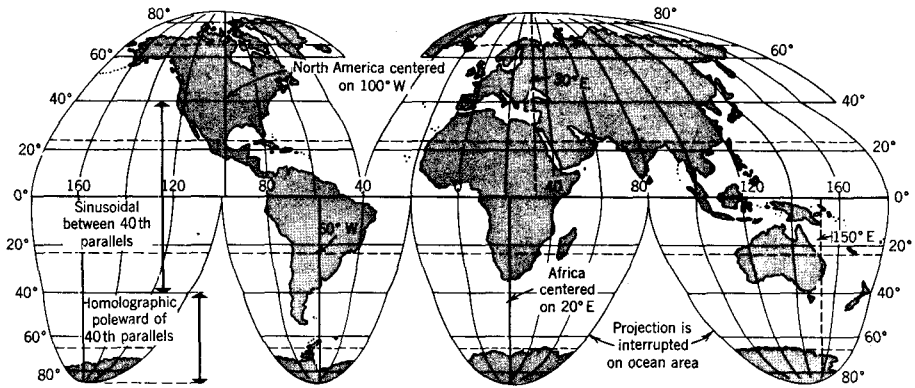 80°
80°
60°
60°
North America centered
on 100° W
30° E
40°
40°
20°
20°
0°
160
120
80
40
40
80
120
160
0°
Sinusoidal
between 40th
parallels
60° W
150° E
20°
20°
Africa
centered
on 20° E
40°
40°
Homolographic
poleward of
40th parallels
Projection is
interrupted
on ocean area
60°
60°
80°
80°